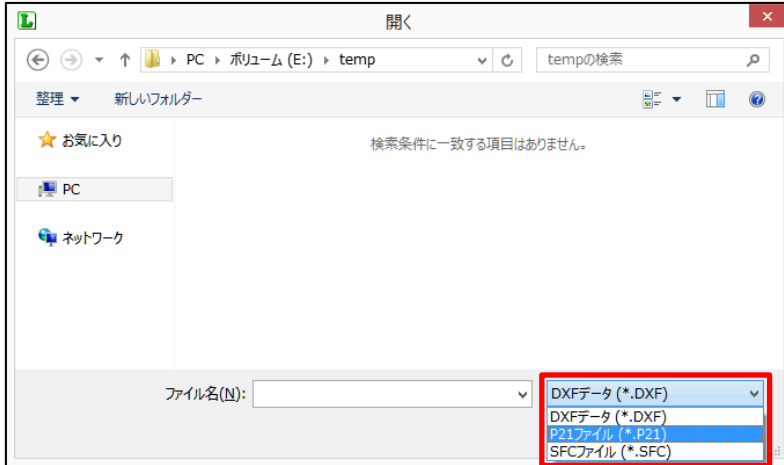 L 開く
PC ボリューム (E:) temp tempの検索
整理 新しいフォルダー
お気に入り
検索条件に一致する項目はありません。
PC
ネットワーク
ファイル名(N): DXFデータ (*.DXF)
DXFデータ (*.DXF)
P21ファイル (*.P21)
SFCファイル (*.SFC)